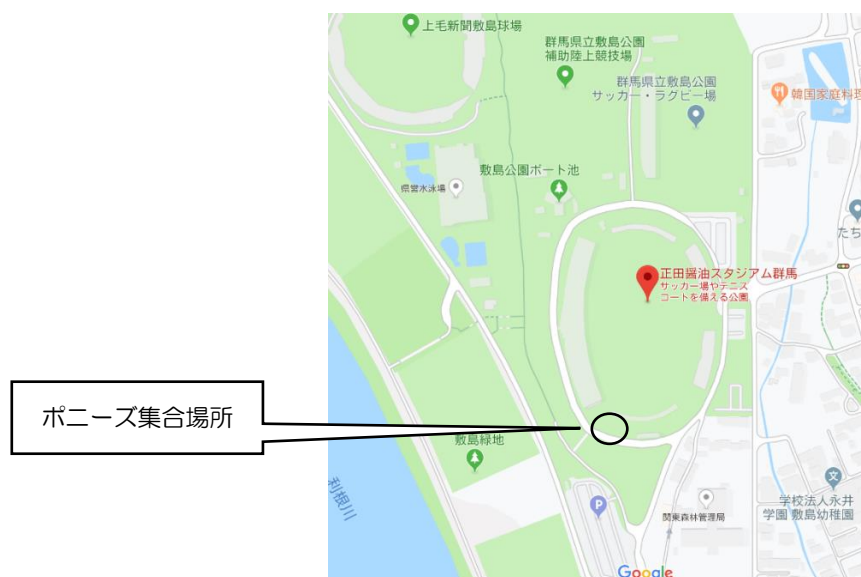 上毛新聞敷島球場
群馬県立敷島公園
補助陸上競技場
群馬県立敷島公園
サッカー・ラグビー場
韓国家庭料理
敷島公園ボート池
県営水泳場
たち
正田醤油スタジアム群馬
サッカー場やテニス
コートを備える公園
ポニーズ集合場所
敷島緑地
利根川
P
関東森林管理局
学校法人永井
学園 敷島幼稚園
Google